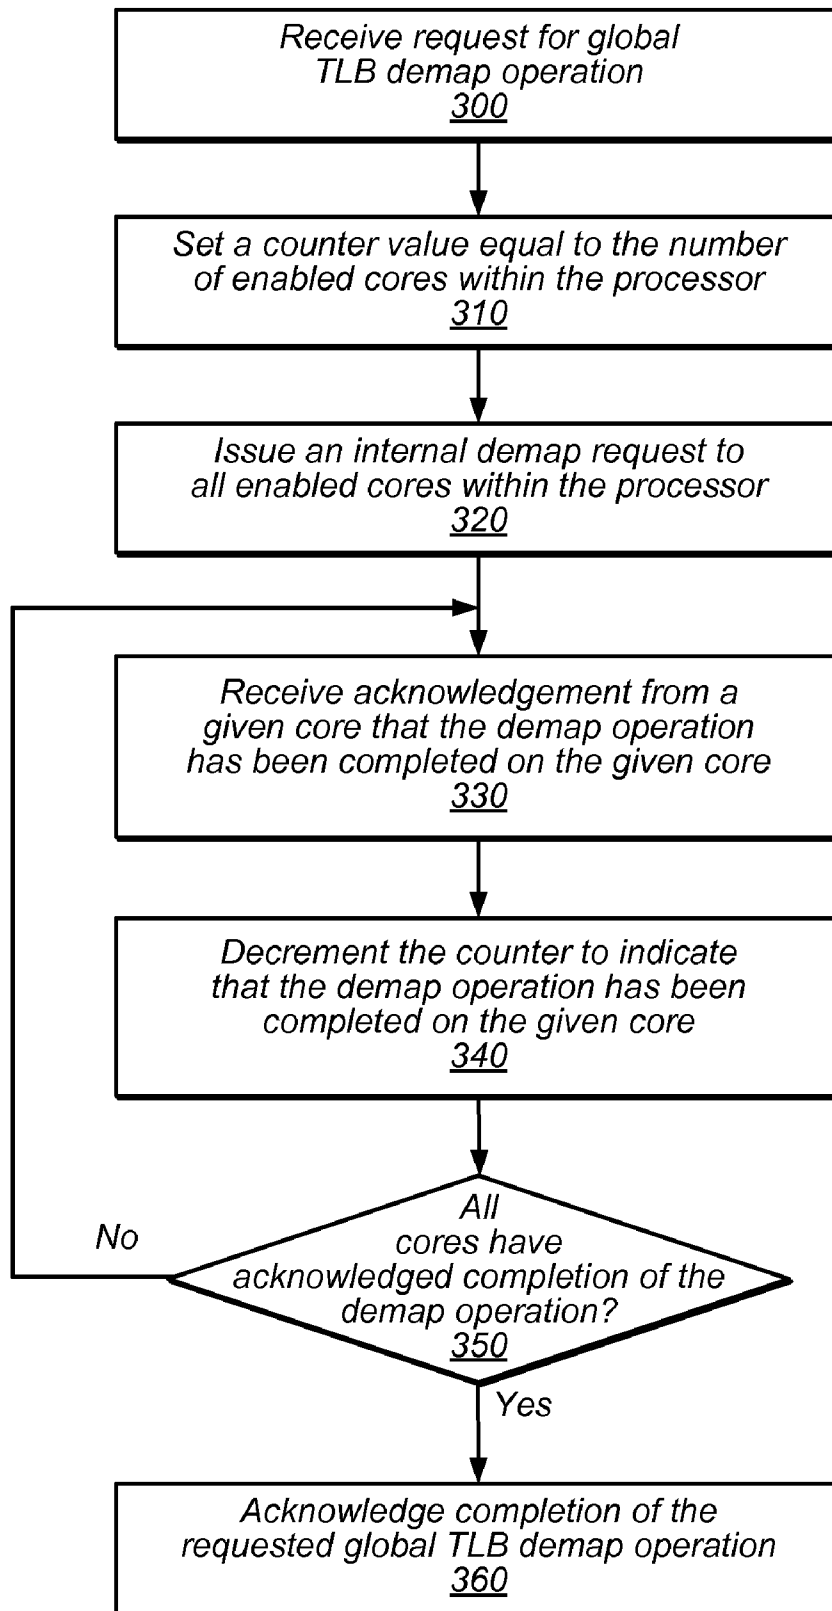 Receive request for global
TLB demap operation
300
Set a counter value equal to the number
of enabled cores within the processor
310
Issue an internal demap request to
all enabled cores within the processor
320
Receive acknowledgement from a
given core that the demap operation
has been completed on the given core
330
Decrement the counter to indicate
that the demap operation has been
completed on the given core
340
All
cores have
acknowledged completion of the
demap operation?
350
No
Yes
Acknowledge completion of the
requested global TLB demap operation
360